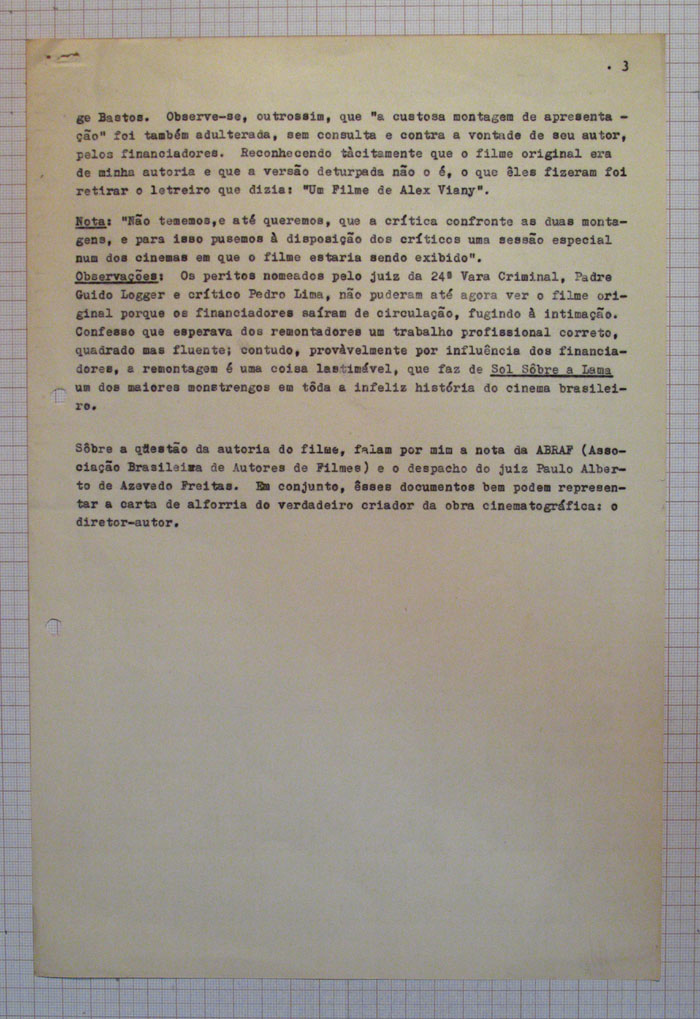 . 3
ge Bastos.  Observe-se, outrossim, que "a custosa montagem de apresenta -
ção" foi também adulterada, sem consulta e contra a vontade de seu autor,
pelos financiadores.  Reconhecendo tàcitamente que o filme original era
de minha autoria e que a versão deturpada não o é, o que êles fizeram foi
retirar o letreiro que dizia: "Um Filme de Alex Viany".
Nota: "Não tememos,e até queremos, que a crítica confronte as duas monta-
gens, e para isso pusemos à disposição dos críticos uma sessão especial
num dos cinemas em que o filme estaria sendo exibido".
Observações:  Os peritos nomeados pelo juiz da 24ª Vara Criminal, Padre
Guido Logger e crítico Pedro Lima, não puderam até agora ver o filme ori-
ginal porque os financiadores saíram de circulação, fugindo à intimação.
Confesso que esperava dos remontadores um trabalho profissional correto,
quadrado mas fluente; contudo, provàvelmente por influência dos financia-
dores, a remontagem é uma coisa lastimável, que faz de Sol Sôbre a Lama
um dos maiores monstrengos em tôda a infeliz história do cinema brasilei-
ro.
Sôbre a qüestão da autoria do filme, falam por mim a nota da ABRAF (Asso-
ciação Brasileira de Autores de Filmes) e o despacho do juiz Paulo Alber-
to de Azevedo Freitas.  Em conjunto, êsses documentos bem podem represen-
tar a carta de alforria do verdadeiro criador da obra cinematográfica: o
diretor-autor.